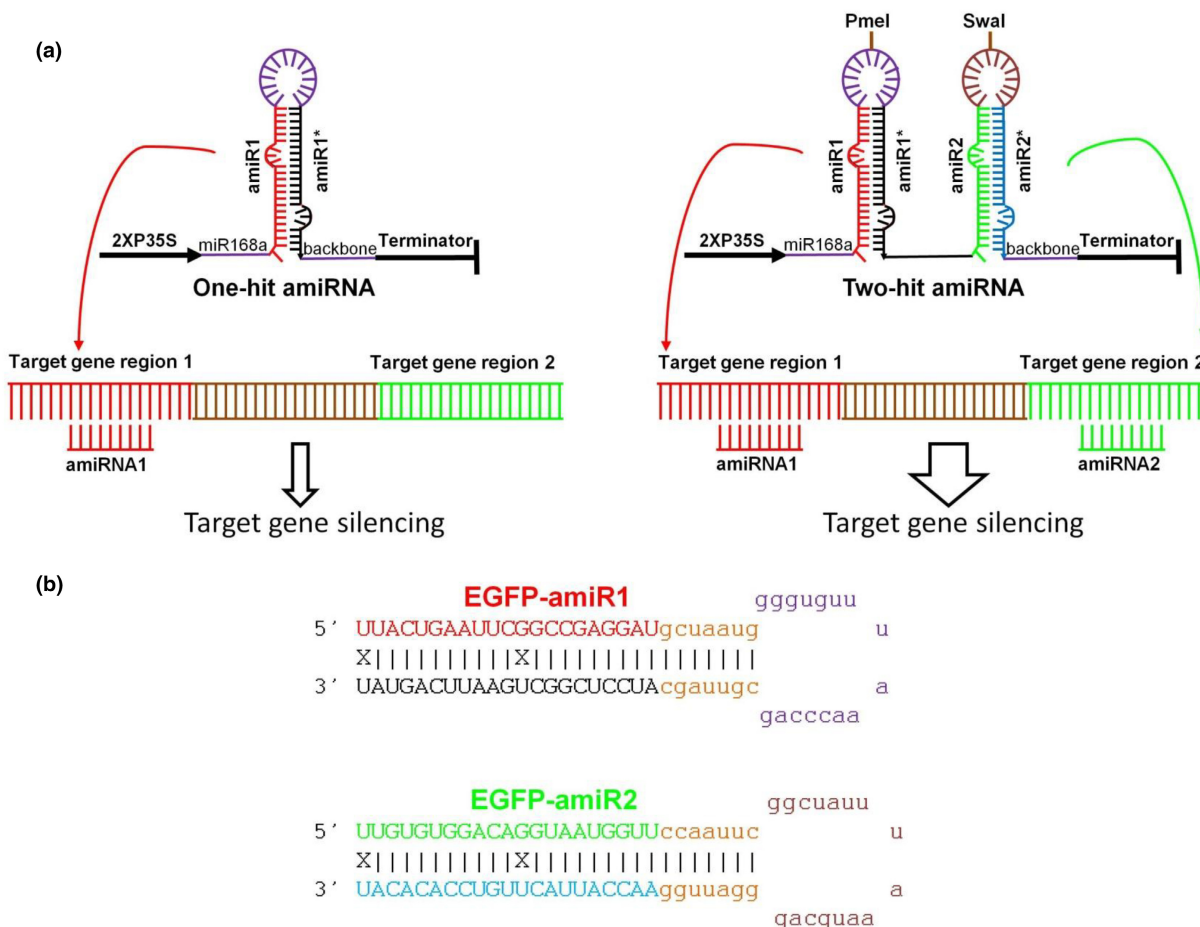 (a)
PmeI
SwaI
amiR1
amiR1*
amiR1
amiR1*
amiR2
amiR2*
2XP35S
miR168a
backbone
Terminator
2XP35S
miR168a
backbone
Terminator
One-hit amiRNA
Two-hit amiRNA
Target gene region 1
Target gene region 2
Target gene region 1
Target gene region 2
amiRNA1
amiRNA1
amiRNA2
Target gene silencing
Target gene silencing
(b)
EGFP-amiR1
ggguguu
5’ UUACUGAAUUCGGCCGAGGAUgcuaaug u
X||||||||||X||||||||||||||||
3’ UAUGACUUAAGUCGGCUCCUAcgauugc a
gacccaa
EGFP-amiR2
ggcuauu
5’ UUGUGUGGACAGGUAAUGGUUccaauuc u
X||||||||||X||||||||||||||||
3’ UACACACCUGUUCAUUACCAAgguuagg a
gacguaa